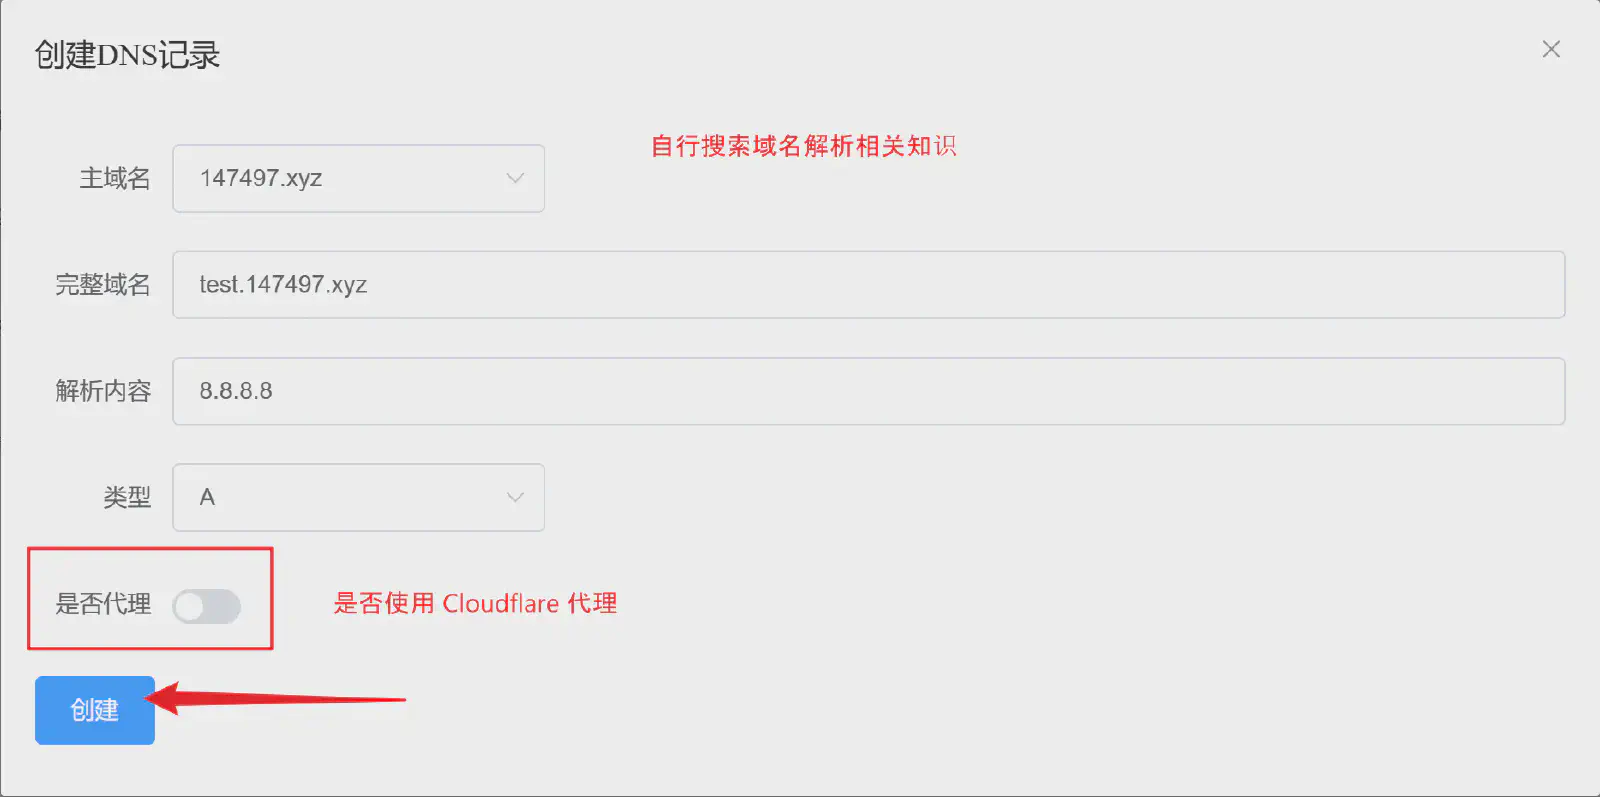 创建DNS记录
自行搜索域名解析相关知识
主域名 147497.xyz
完整域名 test.147497.xyz
解析内容 8.8.8.8
类型 A
是否代理 是否使用 Cloudflare 代理
创建